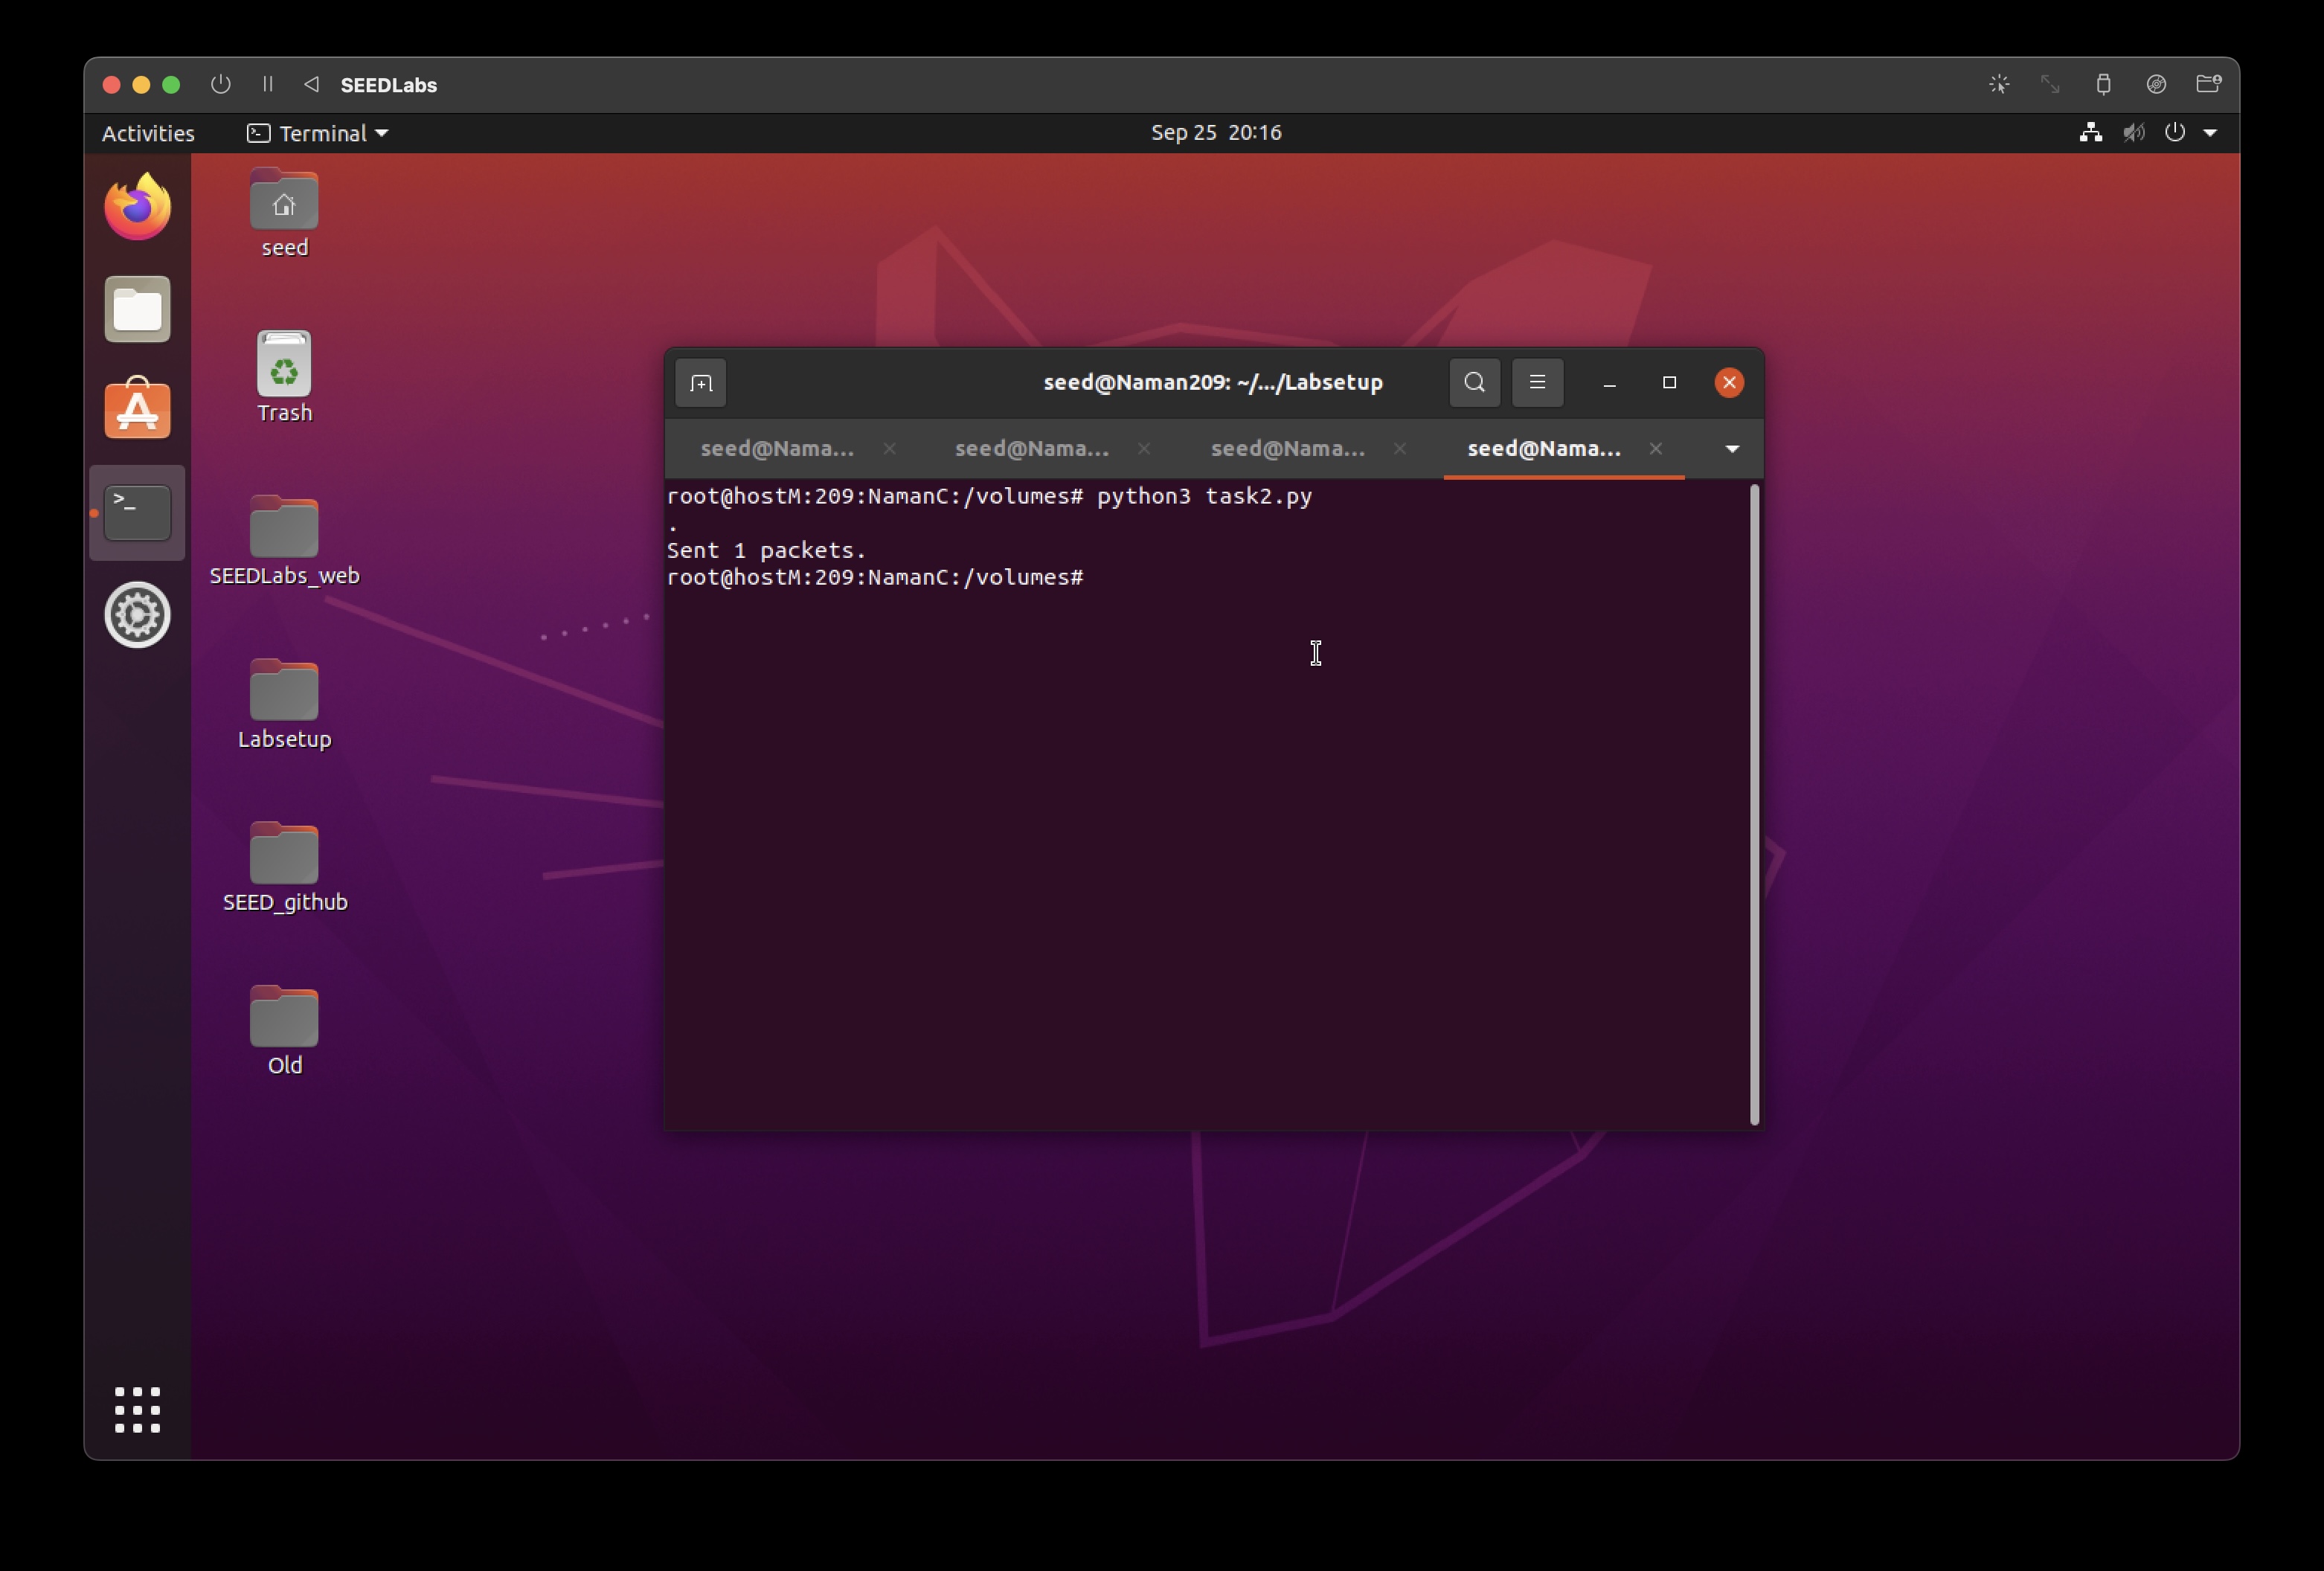 SEEDLabs
Activities
Terminal
Sep 25 20:16
seed
Trash
SEEDLabs_web
Labsetup
SEED_github
Old
seed@Naman209: ~/.../Labsetup
seed@Nama...
seed@Nama...
seed@Nama...
seed@Nama...
root@hostM:209:NamanC:/volumes# python3 task2.py
.
Sent 1 packets.
root@hostM:209:NamanC:/volumes#